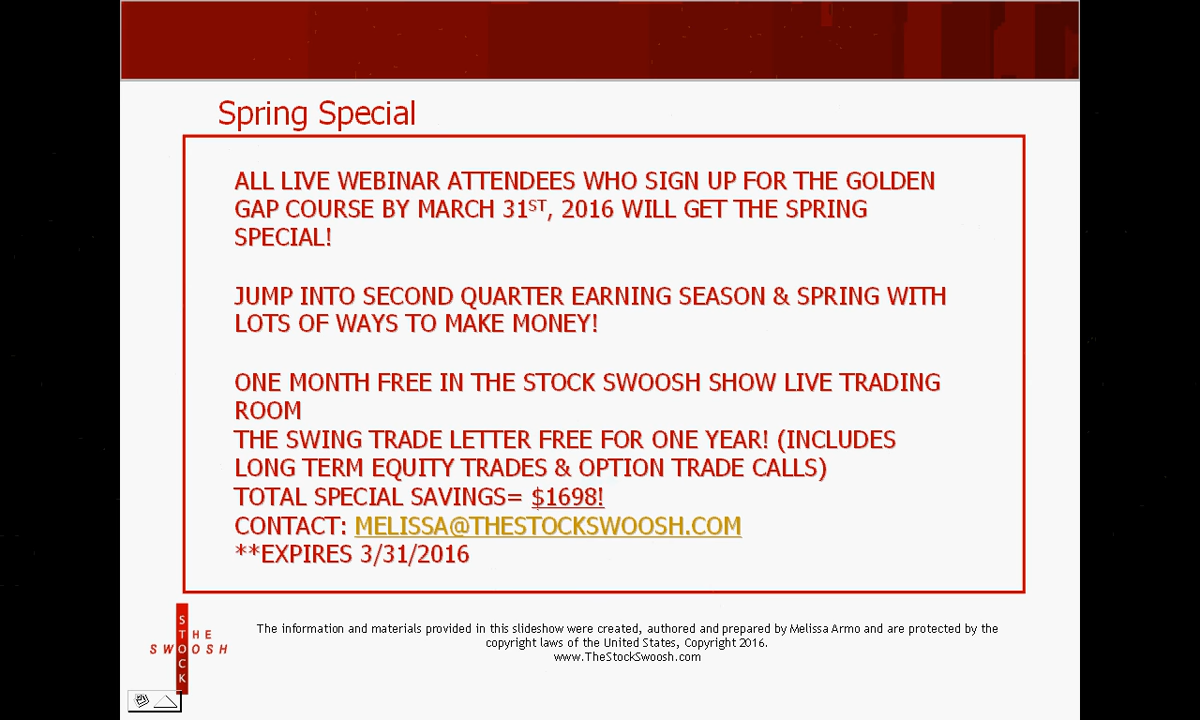 Spring Special
ALL LIVE WEBINAR ATTENDEES WHO SIGN UP FOR THE GOLDEN
GAP COURSE BY MARCH 31ST, 2016 WILL GET THE SPRING
SPECIAL!
JUMP INTO SECOND QUARTER EARNING SEASON & SPRING WITH
LOTS OF WAYS TO MAKE MONEY!
ONE MONTH FREE IN THE STOCK SWOOSH SHOW LIVE TRADING
ROOM
THE SWING TRADE LETTER FREE FOR ONE YEAR! (INCLUDES
LONG TERM EQUITY TRADES & OPTION TRADE CALLS)
TOTAL SPECIAL SAVINGS= $1698!
CONTACT: MELISSA@THESTOCKSWOOSH.COM
**EXPIRES 3/31/2016
THE
STOCK
SWOOSH
The information and materials provided in this slideshow were created, authored and prepared by Melissa Armo and are protected by the
copyright laws of the United States, Copyright 2016.
www.TheStockSwoosh.com